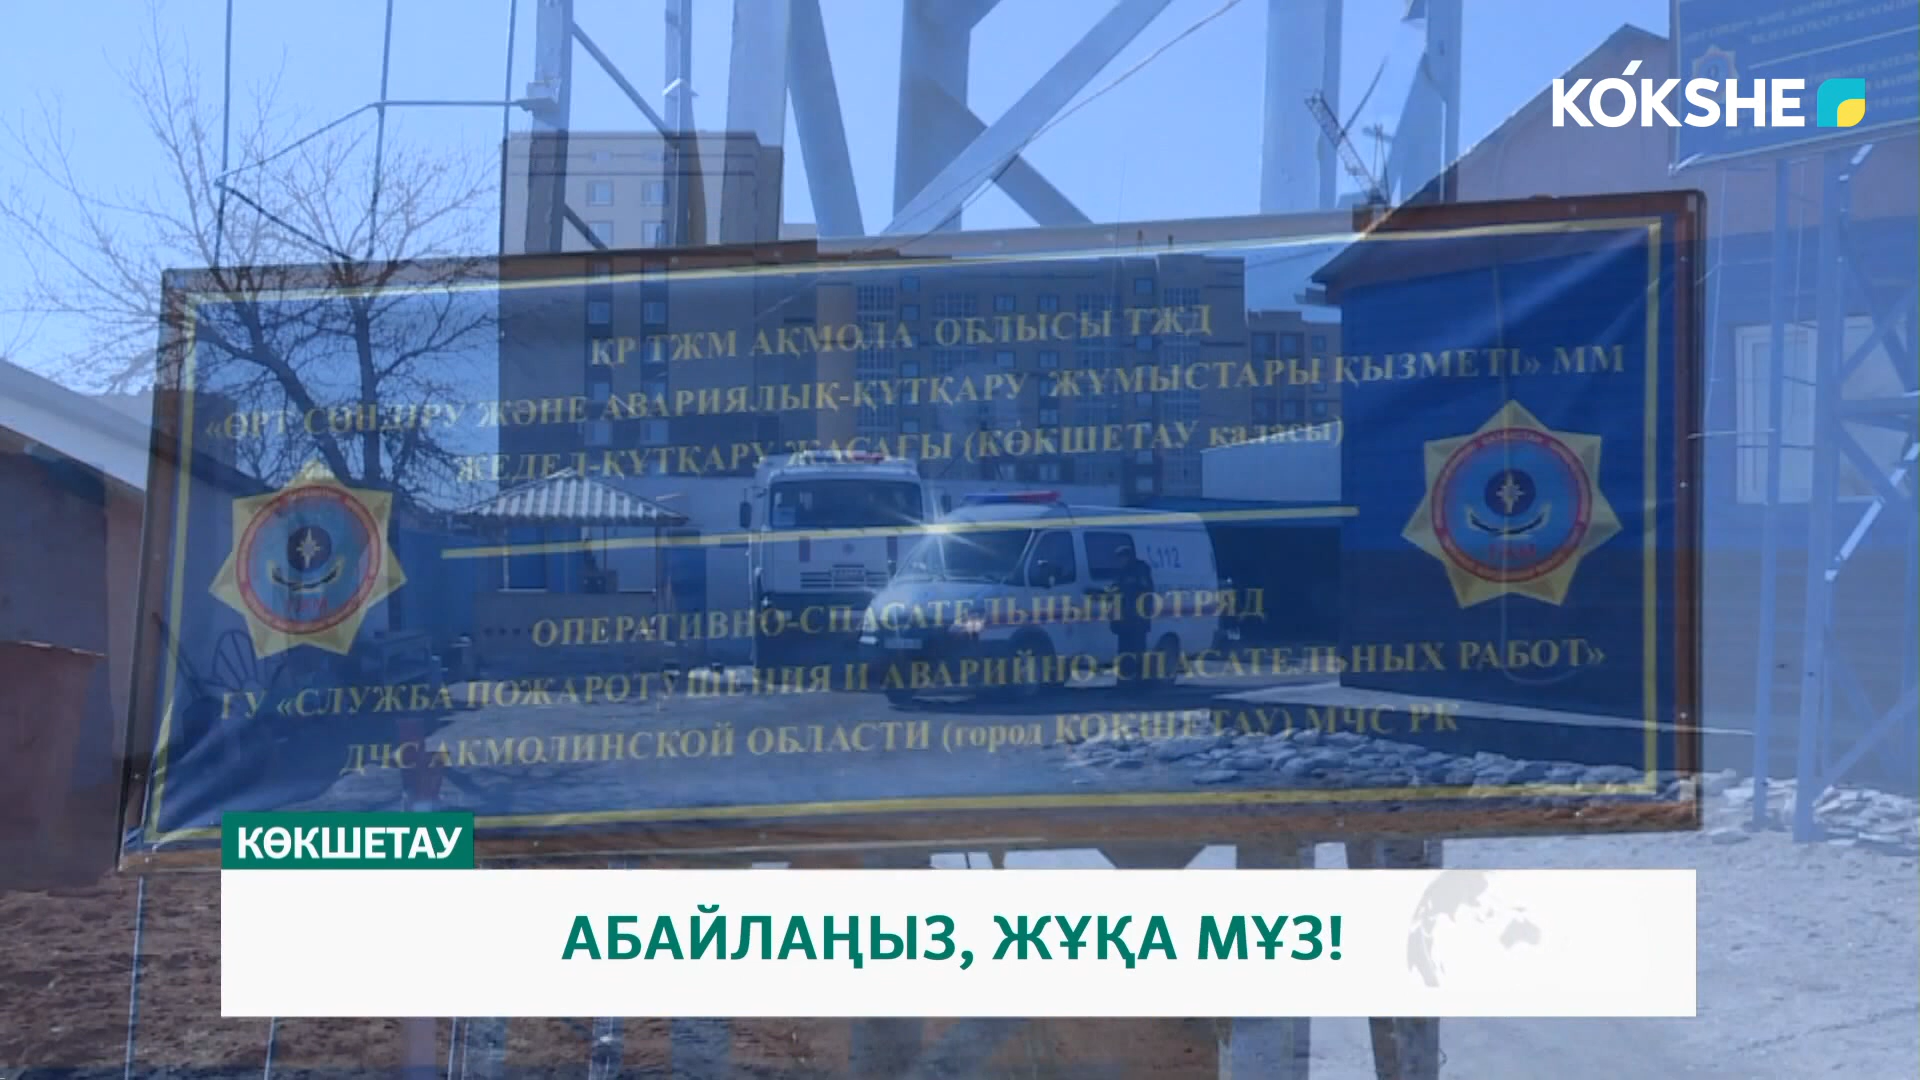 KÓKSHE
ҚР ТЖМ АҚМОЛА ОБЛЫСЫ ТЖД
«ӨРТ СӨНДІРУ ЖӘНЕ АВАРИЯЛЫҚ-ҚҰТҚАРУ ЖҰМЫСТАРЫ ҚЫЗМЕТІ» ММ
ЖЕДЕЛ-ҚҰТҚАРУ ЖАСАҒЫ (КӨКШЕТАУ қаласы)
112
ОПЕРАТИВНО-СПАСАТЕЛЬНЫЙ ОТРЯД
ГУ «СЛУЖБА ПОЖАРОТУШЕНИЯ И АВАРИЙНО-СПАСАТЕЛЬНЫХ РАБОТ»
ДЧС АКМОЛИНСКОЙ ОБЛАСТИ (город КОКШЕТАУ) МЧС РК
КӨКШЕТАУ
АБАЙЛАҢЫЗ, ЖҰҚА МҰЗ!